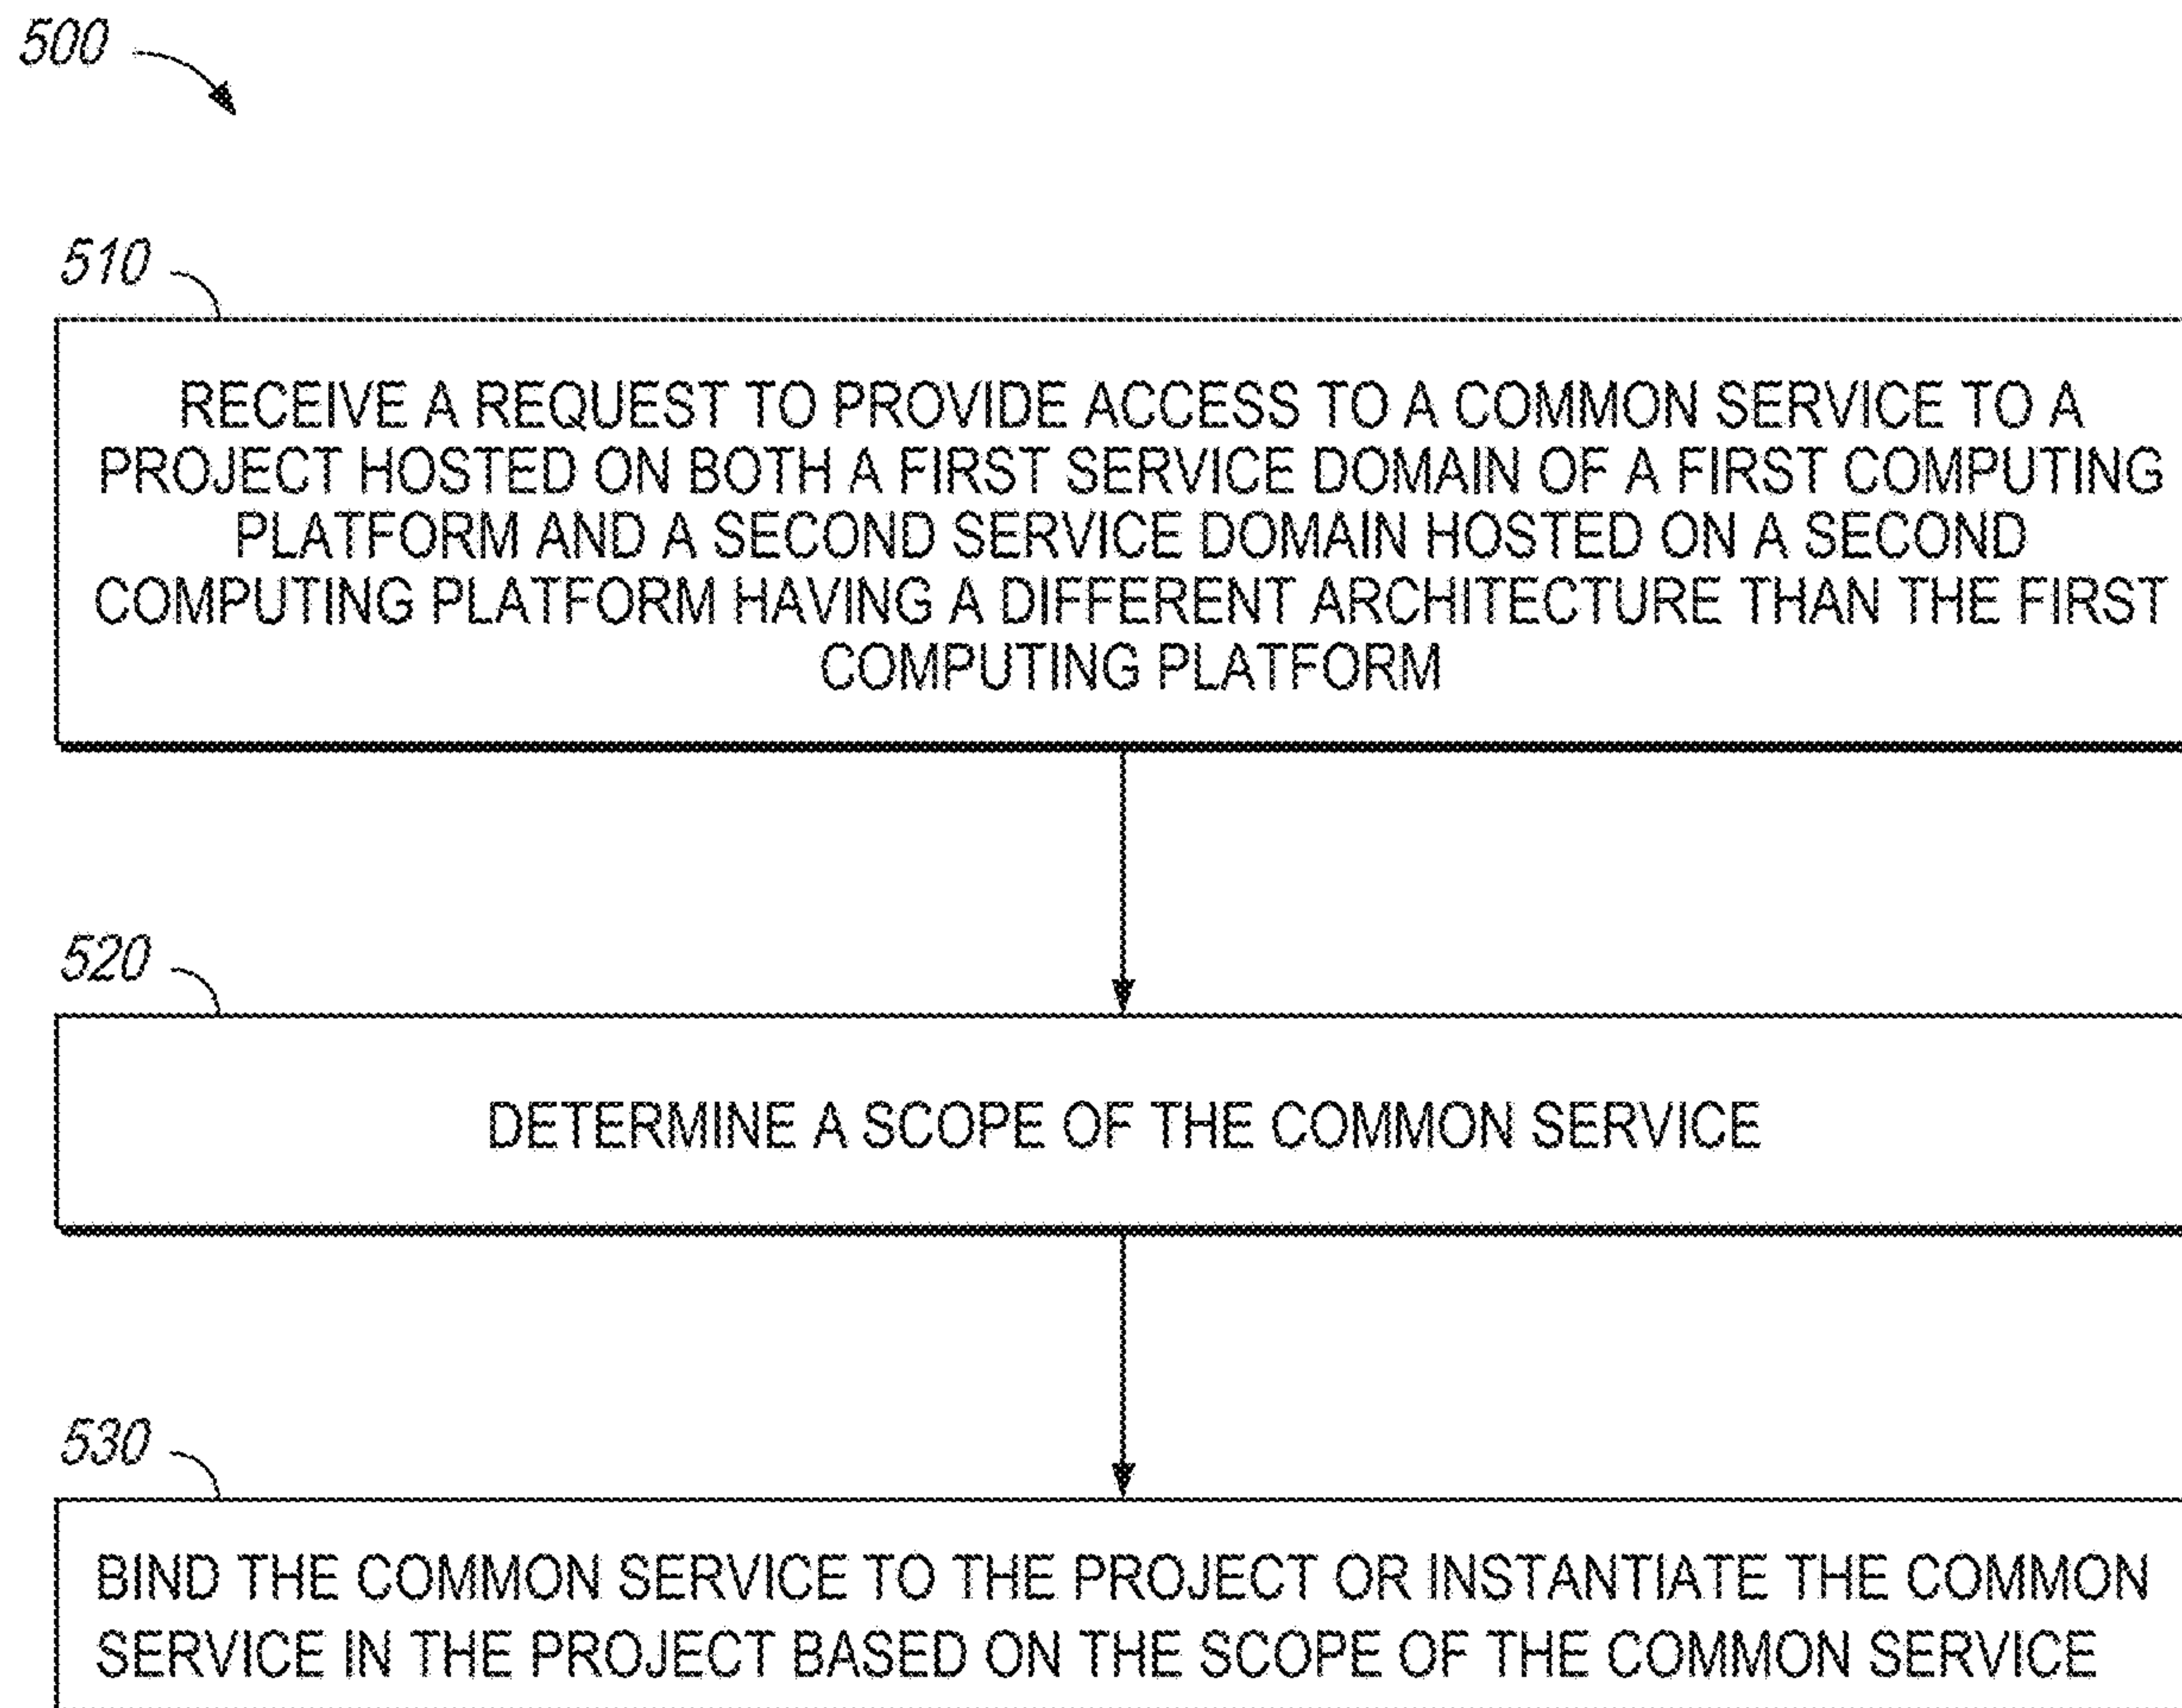 500
510
RECEIVE A REQUEST TO PROVIDE ACCESS TO A COMMON SERVICE TO A
PROJECT HOSTED ON BOTH A FIRST SERVICE DOMAIN OF A FIRST COMPUTING
PLATFORM AND A SECOND SERVICE DOMAIN HOSTED ON A SECOND
COMPUTING PLATFORM HAVING A DIFFERENT ARCHITECTURE THAN THE FIRST
COMPUTING PLATFORM
520
DETERMINE A SCOPE OF THE COMMON SERVICE
530
BIND THE COMMON SERVICE TO THE PROJECT OR INSTANTIATE THE COMMON
SERVICE IN THE PROJECT BASED ON THE SCOPE OF THE COMMON SERVICE